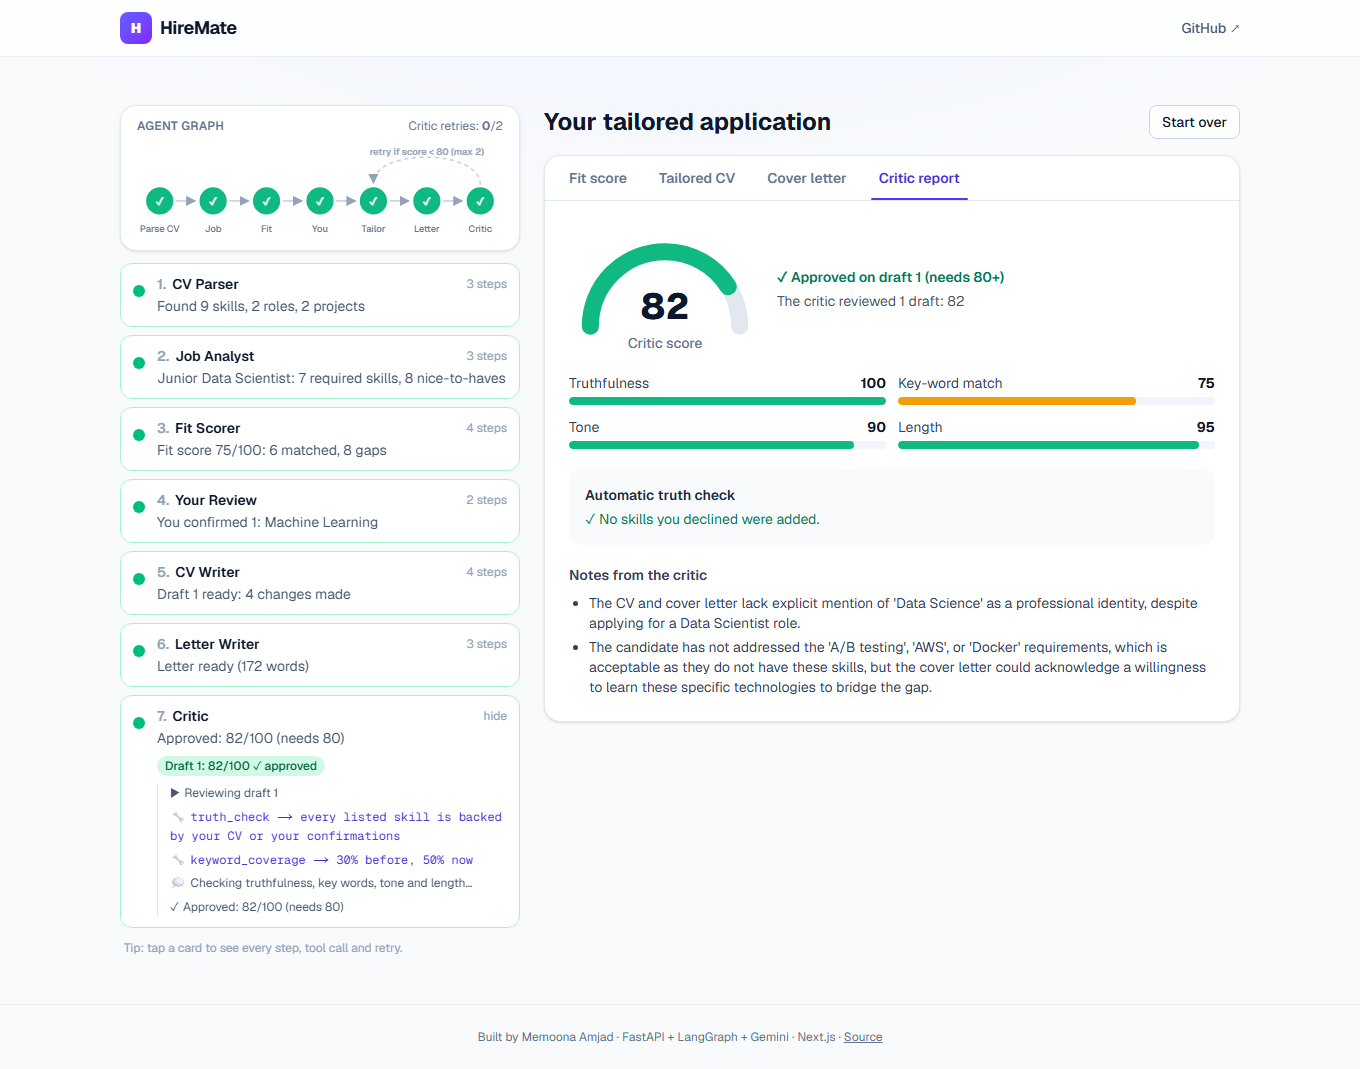 H HireMate
GitHub ↗
AGENT GRAPH
Critic retries: 0/2
retry if score < 80 (max 2)
✓ ✓ ✓ ✓ ✓ ✓ ✓
Parse CV Job Fit You Tailor Letter Critic
1. CV Parser 3 steps
Found 9 skills, 2 roles, 2 projects
2. Job Analyst 3 steps
Junior Data Scientist: 7 required skills, 8 nice-to-haves
3. Fit Scorer 4 steps
Fit score 75/100: 6 matched, 8 gaps
4. Your Review 2 steps
You confirmed 1: Machine Learning
5. CV Writer 4 steps
Draft 1 ready: 4 changes made
6. Letter Writer 3 steps
Letter ready (172 words)
7. Critic hide
Approved: 82/100 (needs 80)
Draft 1: 82/100 ✓ approved
▶ Reviewing draft 1
🔧 truth_check ⟶ every listed skill is backed
by your CV or your confirmations
🔧 keyword_coverage ⟶ 30% before, 50% now
💭 Checking truthfulness, key words, tone and length…
✓ Approved: 82/100 (needs 80)
Tip: tap a card to see every step, tool call and retry.
Your tailored application
Start over
Fit score Tailored CV Cover letter Critic report
82
Critic score
✓ Approved on draft 1 (needs 80+)
The critic reviewed 1 draft: 82
Truthfulness 100
Key-word match 75
Tone 90
Length 95
Automatic truth check
✓ No skills you declined were added.
Notes from the critic
• The CV and cover letter lack explicit mention of 'Data Science' as a professional identity, despite
applying for a Data Scientist role.
• The candidate has not addressed the 'A/B testing', 'AWS', or 'Docker' requirements, which is
acceptable as they do not have these skills, but the cover letter could acknowledge a willingness
to learn these specific technologies to bridge the gap.
Built by Memoona Amjad · FastAPI + LangGraph + Gemini · Next.js · Source